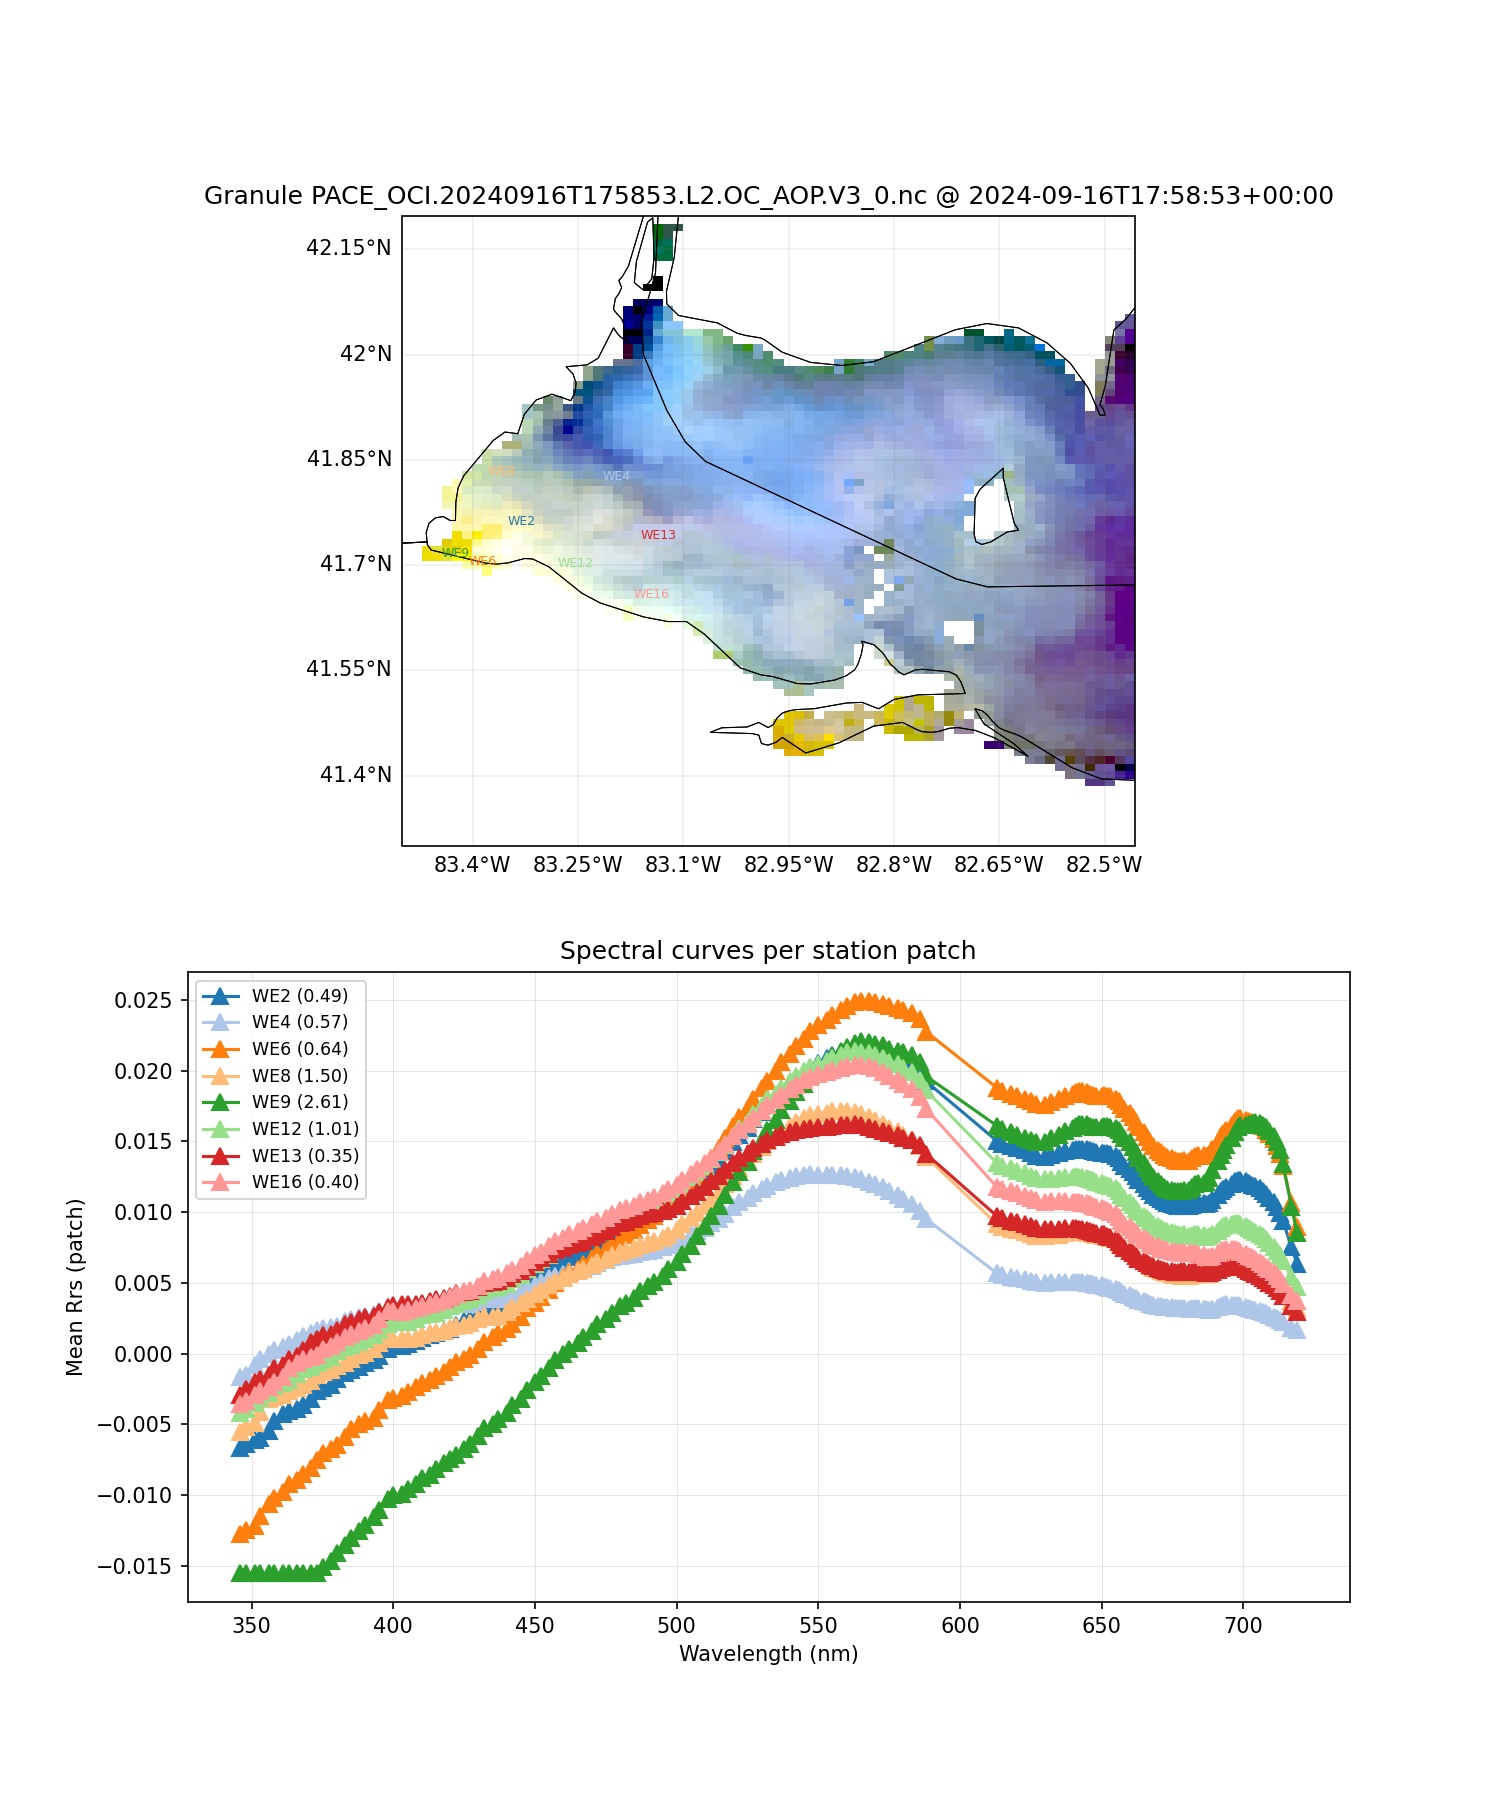 Granule PACE_OCI.20240916T175853.L2.OC_AOP.V3_0.nc @ 2024-09-16T17:58:53+00:00
42.15°N
42°N
41.85°N
41.7°N
41.55°N
41.4°N
WE8
WE4
WE2
WE13
WE9
WE6
WE12
WE16
83.4°W 83.25°W 83.1°W 82.95°W 82.8°W 82.65°W 82.5°W
Spectral curves per station patch
WE2 (0.49)
WE4 (0.57)
WE6 (0.64)
WE8 (1.50)
WE9 (2.61)
WE12 (1.01)
WE13 (0.35)
WE16 (0.40)
Mean Rrs (patch)
0.025
0.020
0.015
0.010
0.005
0.000
−0.005
−0.010
−0.015
350 400 450 500 550 600 650 700
Wavelength (nm)